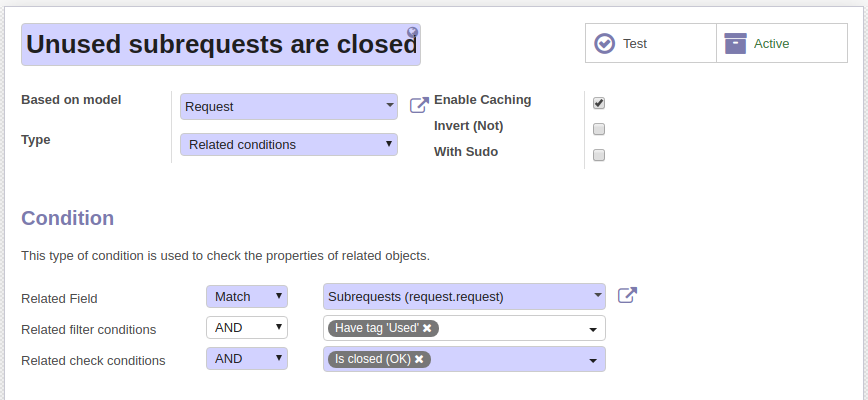 Unused subrequests are closed
Test
Active
Based on model
Request
Enable Caching
Invert (Not)
Type
Related conditions
With Sudo
Condition
This type of condition is used to check the properties of related objects.
Related Field Match Subrequests (request.request)
Related filter conditions AND Have tag 'Used' ✖
Related check conditions AND Is closed (OK) ✖